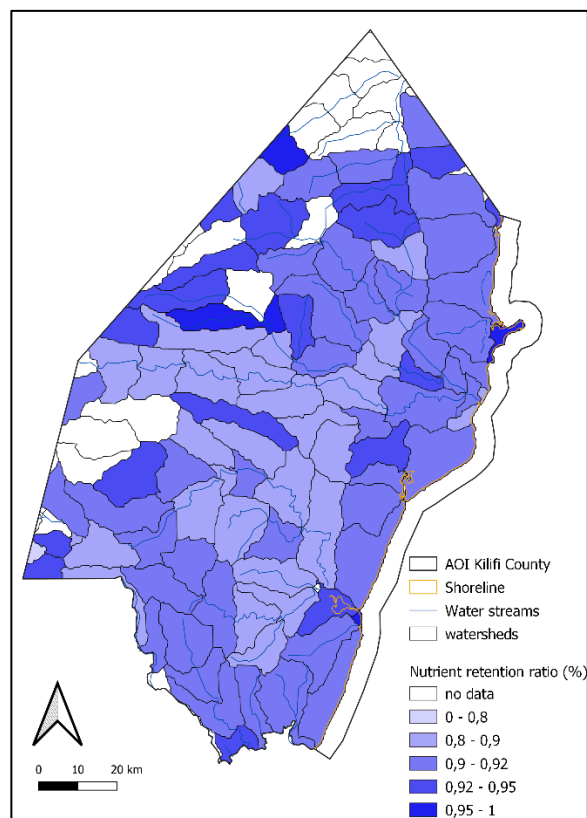 AOI Kilifi County
Shoreline
Water streams
watersheds
Nutrient retention ratio (%)
no data
0 - 0,8
0,8 - 0,9
0,9 - 0,92
0,92 - 0,95
0,95 - 1
0 10 20 km